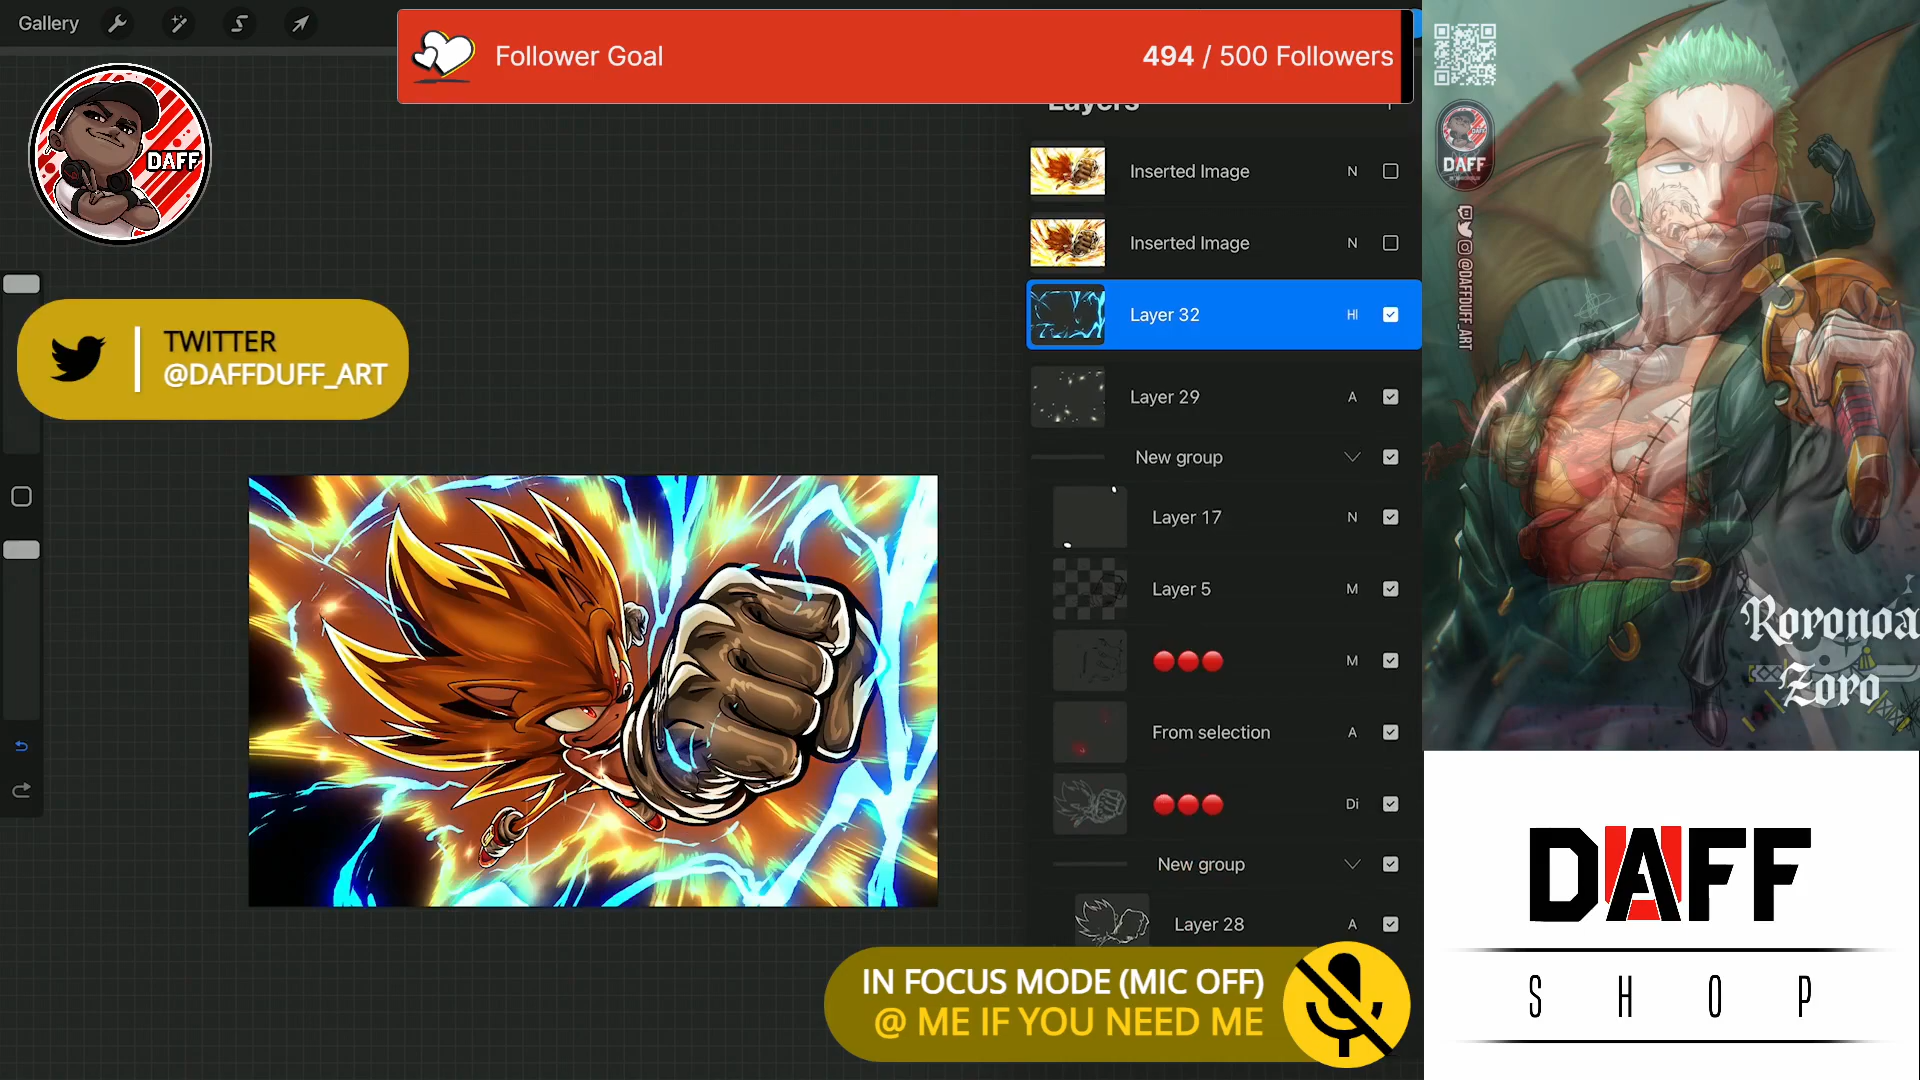 Gallery
Follower Goal
494 / 500 Followers
Layers
DAFF
Inserted Image N
Inserted Image N
Layer 32 HI
TWITTER
@DAFFDUFF_ART
Layer 29 A
New group
Layer 17 N
Layer 5 M
M
From selection A
Di
New group
Layer 28 A
IN FOCUS MODE (MIC OFF)
@ ME IF YOU NEED ME
DAFF
@DAFFDUFF_ART
Roronoa
Zoro
DAFF
SHOP